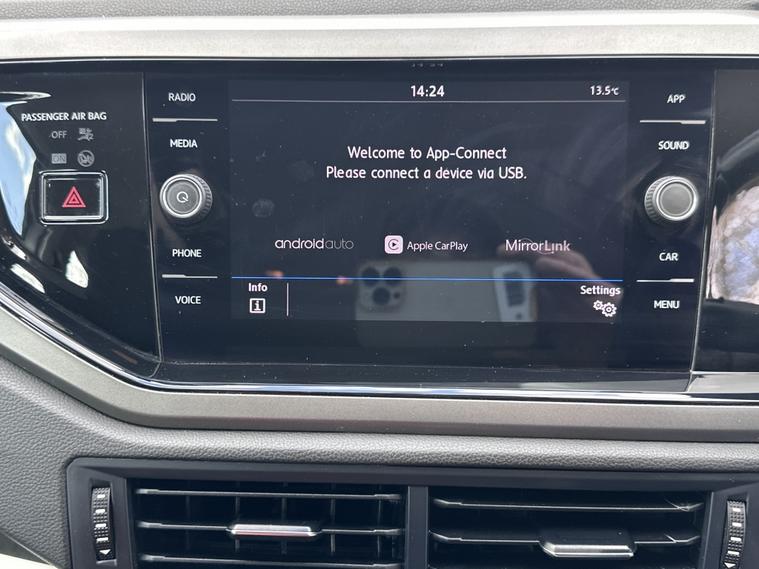 14:24
13.5°C
RADIO
MEDIA
PHONE
VOICE
PASSENGER AIR BAG
OFF
ON
Welcome to App-Connect
Please connect a device via USB.
androidauto
Apple CarPlay
MirrorLink
Info
i
Settings
APP
SOUND
CAR
MENU